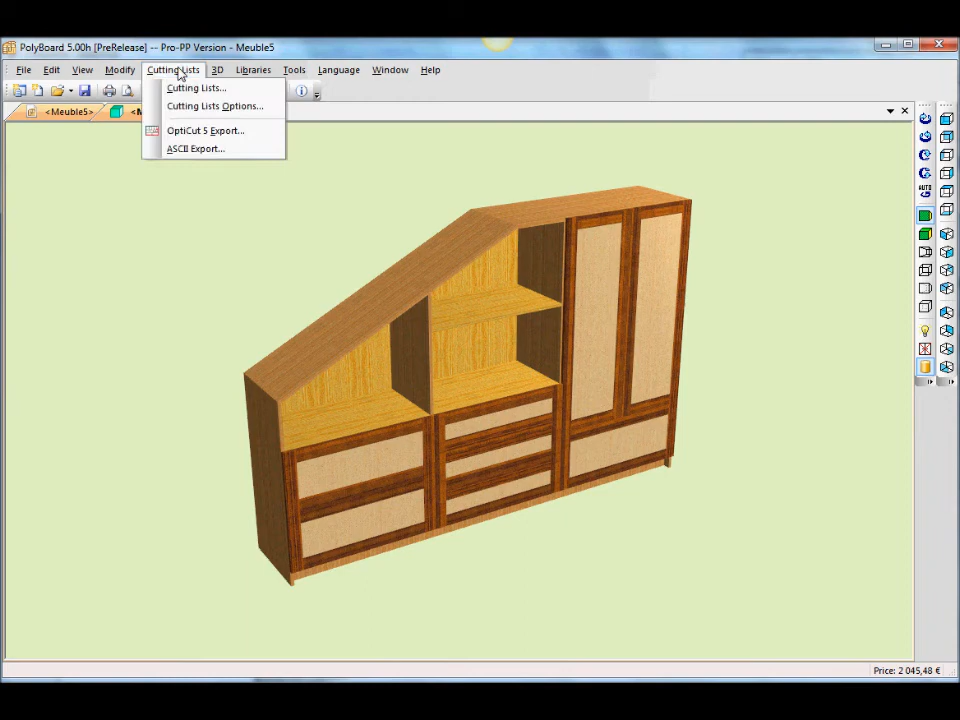 PolyBoard 5.00h [PreRelease] -- Pro-PP Version - Meuble5
File Edit View Modify Cutting Lists 3D Libraries Tools Language Window Help
Cutting Lists...
Cutting Lists Options...
OptiCut 5 Export...
ASCII Export...
<Meuble5>
AUTO
Price: 2 045,48 €